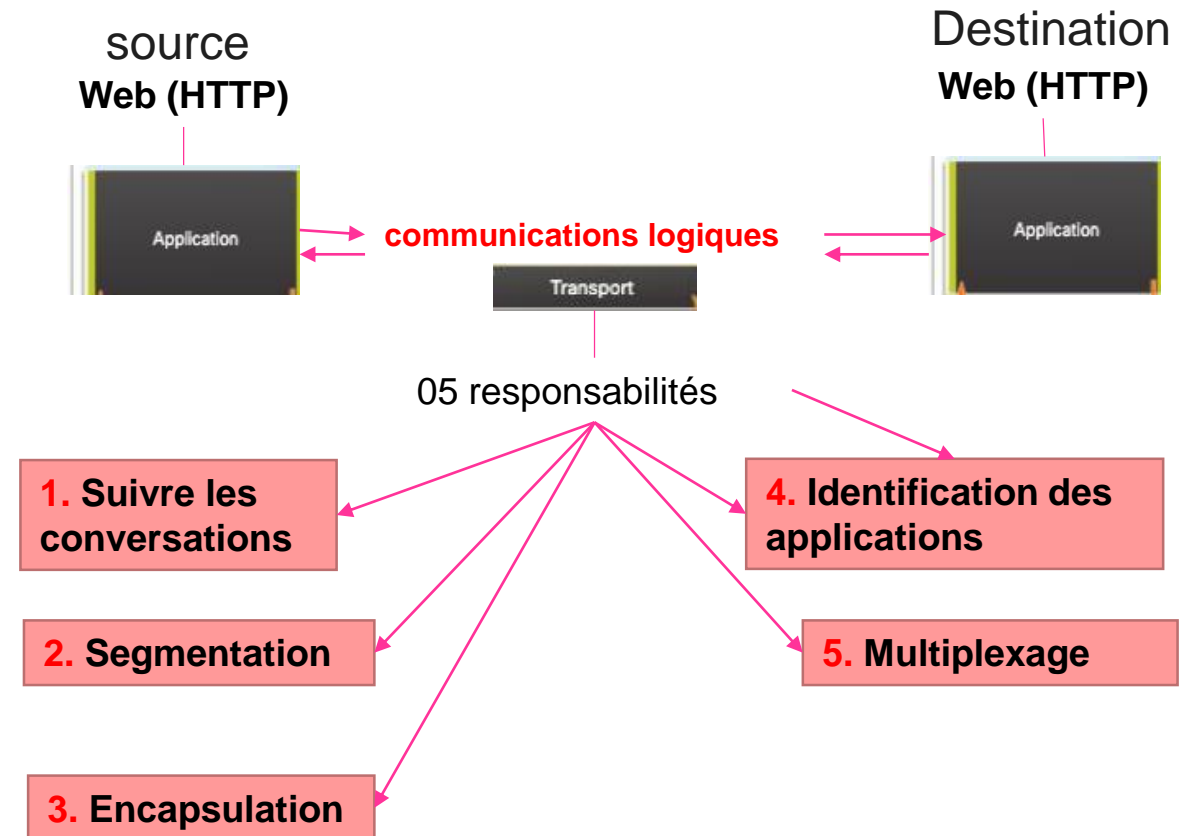 source
Destination
Web (HTTP)
Web (HTTP)
Application
communications logiques
Application
Transport
05 responsabilités
1. Suivre les
conversations
4. Identification des
applications
2. Segmentation
5. Multiplexage
3. Encapsulation